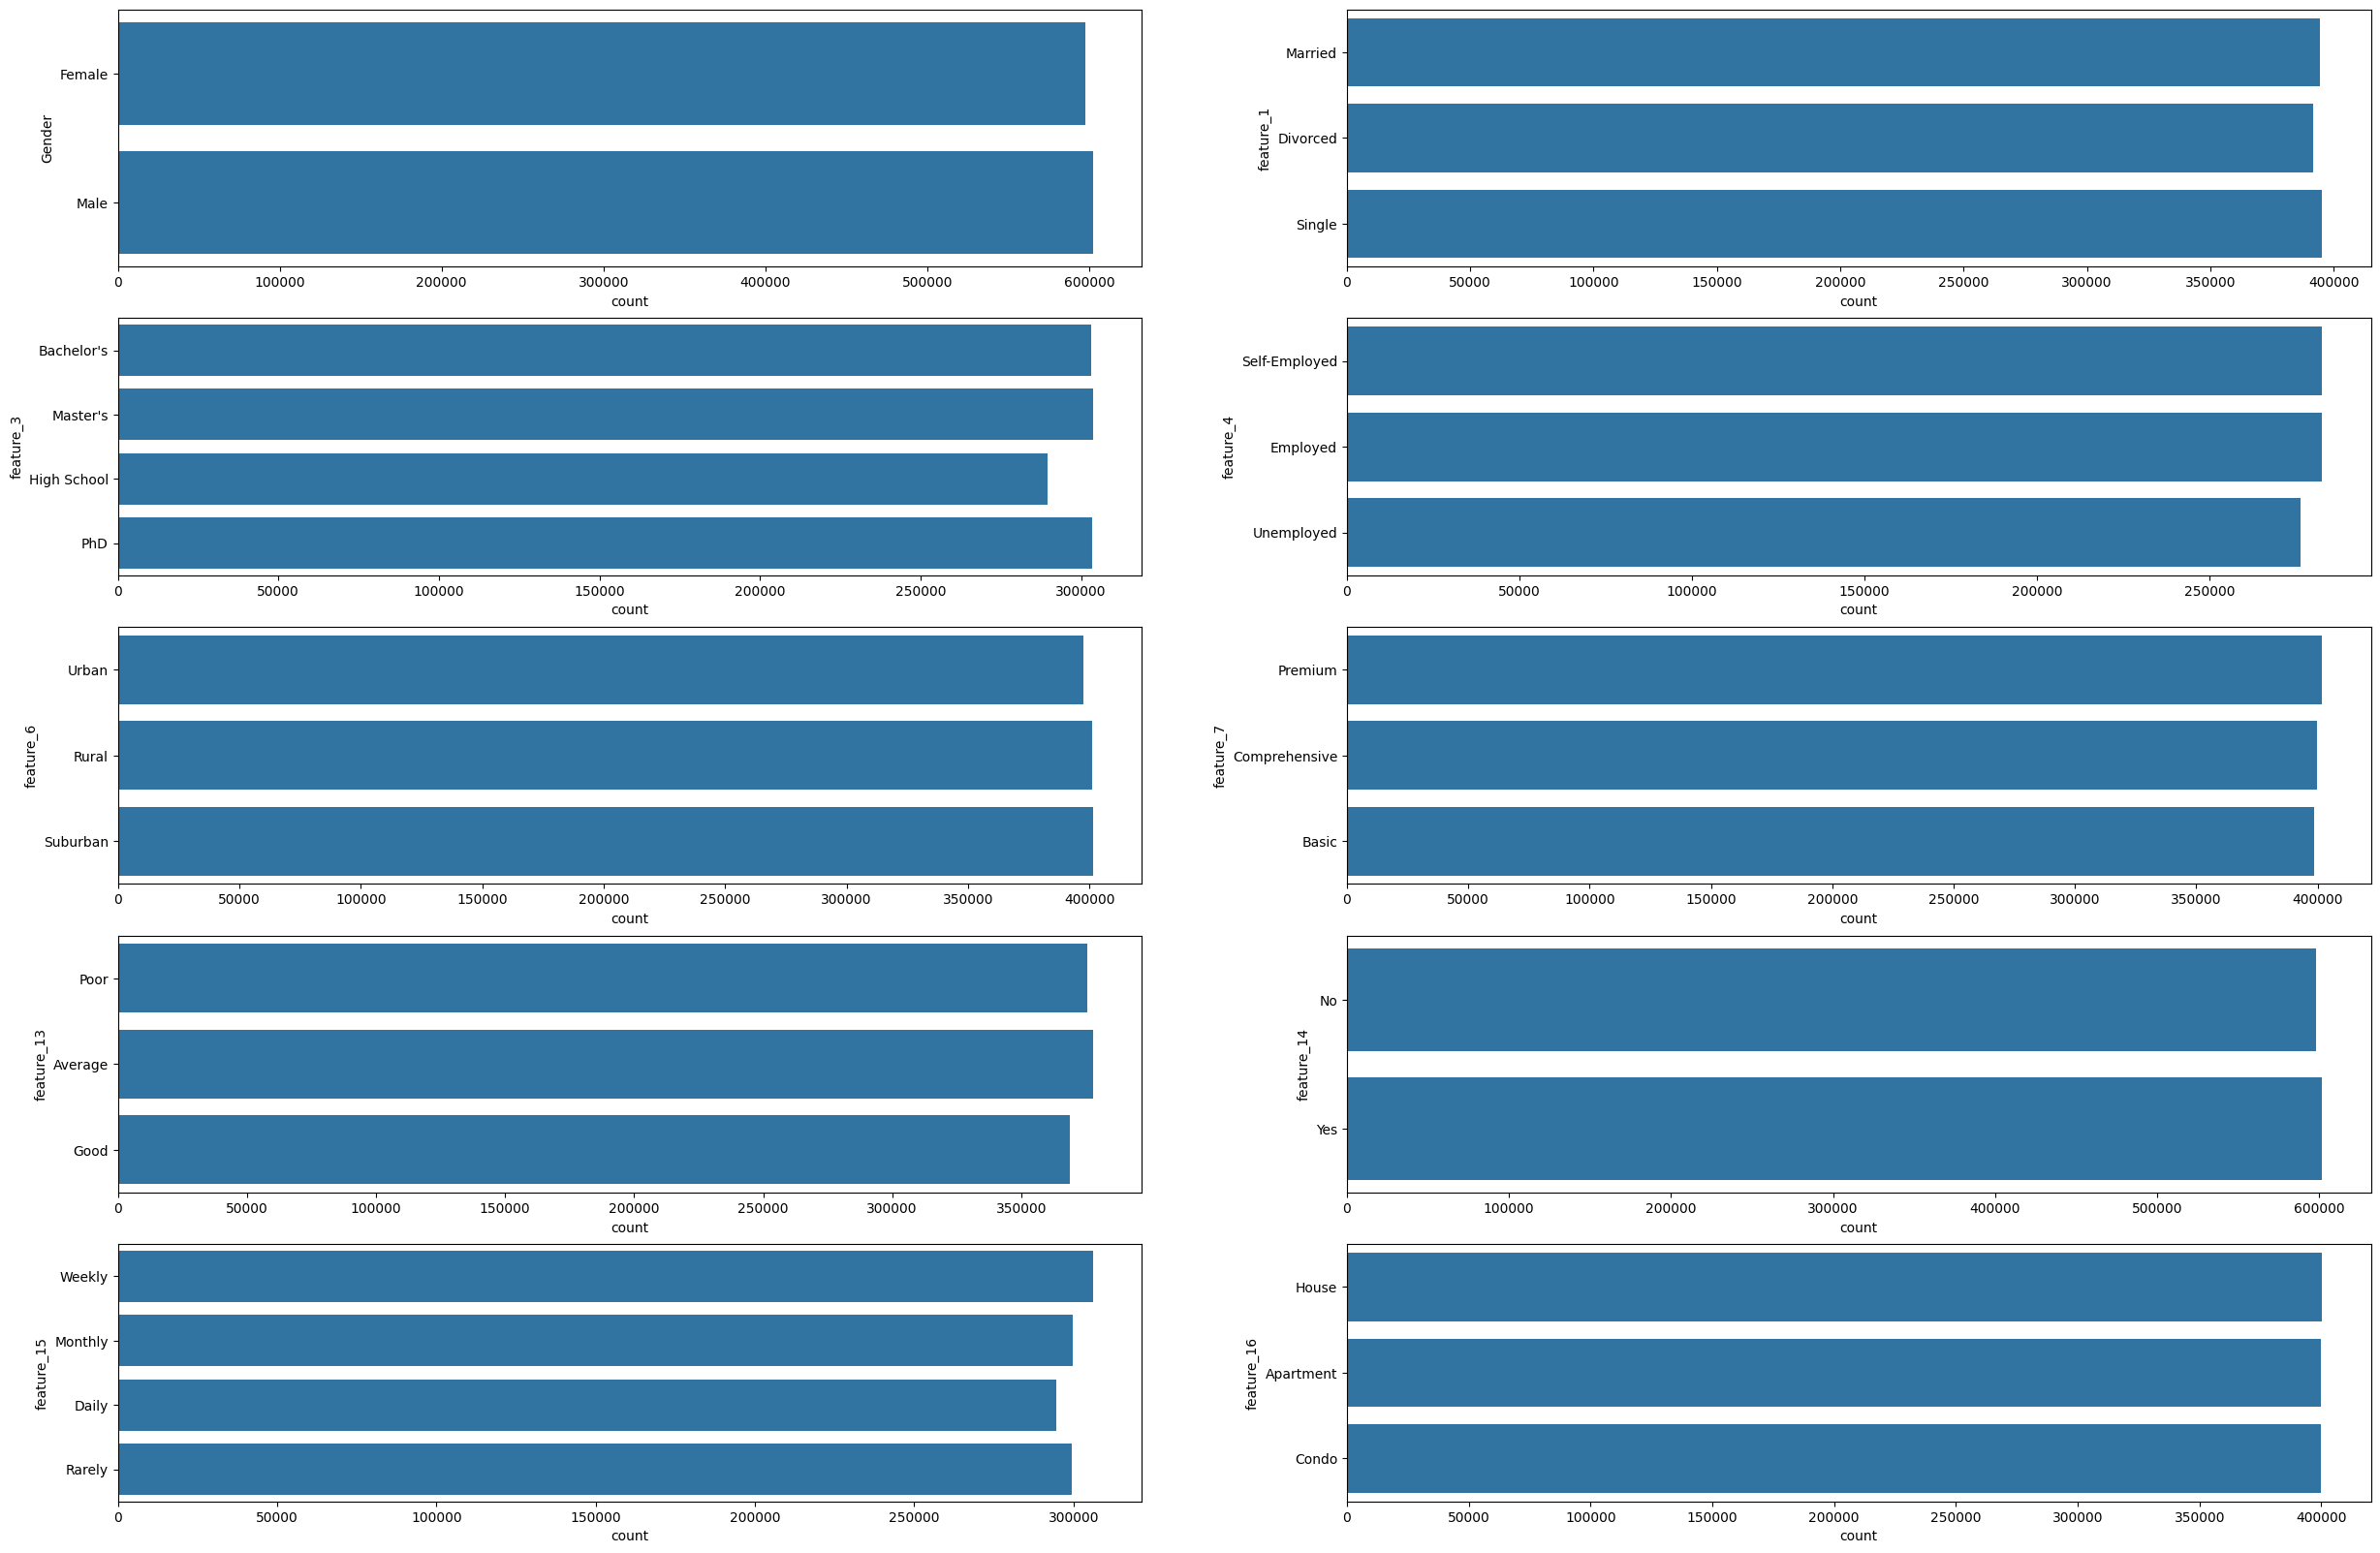 Gender
Female
Male
0 100000 200000 300000 400000 500000 600000
count
feature_1
Married
Divorced
Single
0 50000 100000 150000 200000 250000 300000 350000 400000
count
feature_3
Bachelor's
Master's
High School
PhD
0 50000 100000 150000 200000 250000 300000
count
feature_4
Self-Employed
Employed
Unemployed
0 50000 100000 150000 200000 250000
count
feature_6
Urban
Rural
Suburban
0 50000 100000 150000 200000 250000 300000 350000 400000
count
feature_7
Premium
Comprehensive
Basic
0 50000 100000 150000 200000 250000 300000 350000 400000
count
feature_13
Poor
Average
Good
0 50000 100000 150000 200000 250000 300000 350000
count
feature_14
No
Yes
0 100000 200000 300000 400000 500000 600000
count
feature_15
Weekly
Monthly
Daily
Rarely
0 50000 100000 150000 200000 250000 300000
count
feature_16
House
Apartment
Condo
0 50000 100000 150000 200000 250000 300000 350000 400000
count